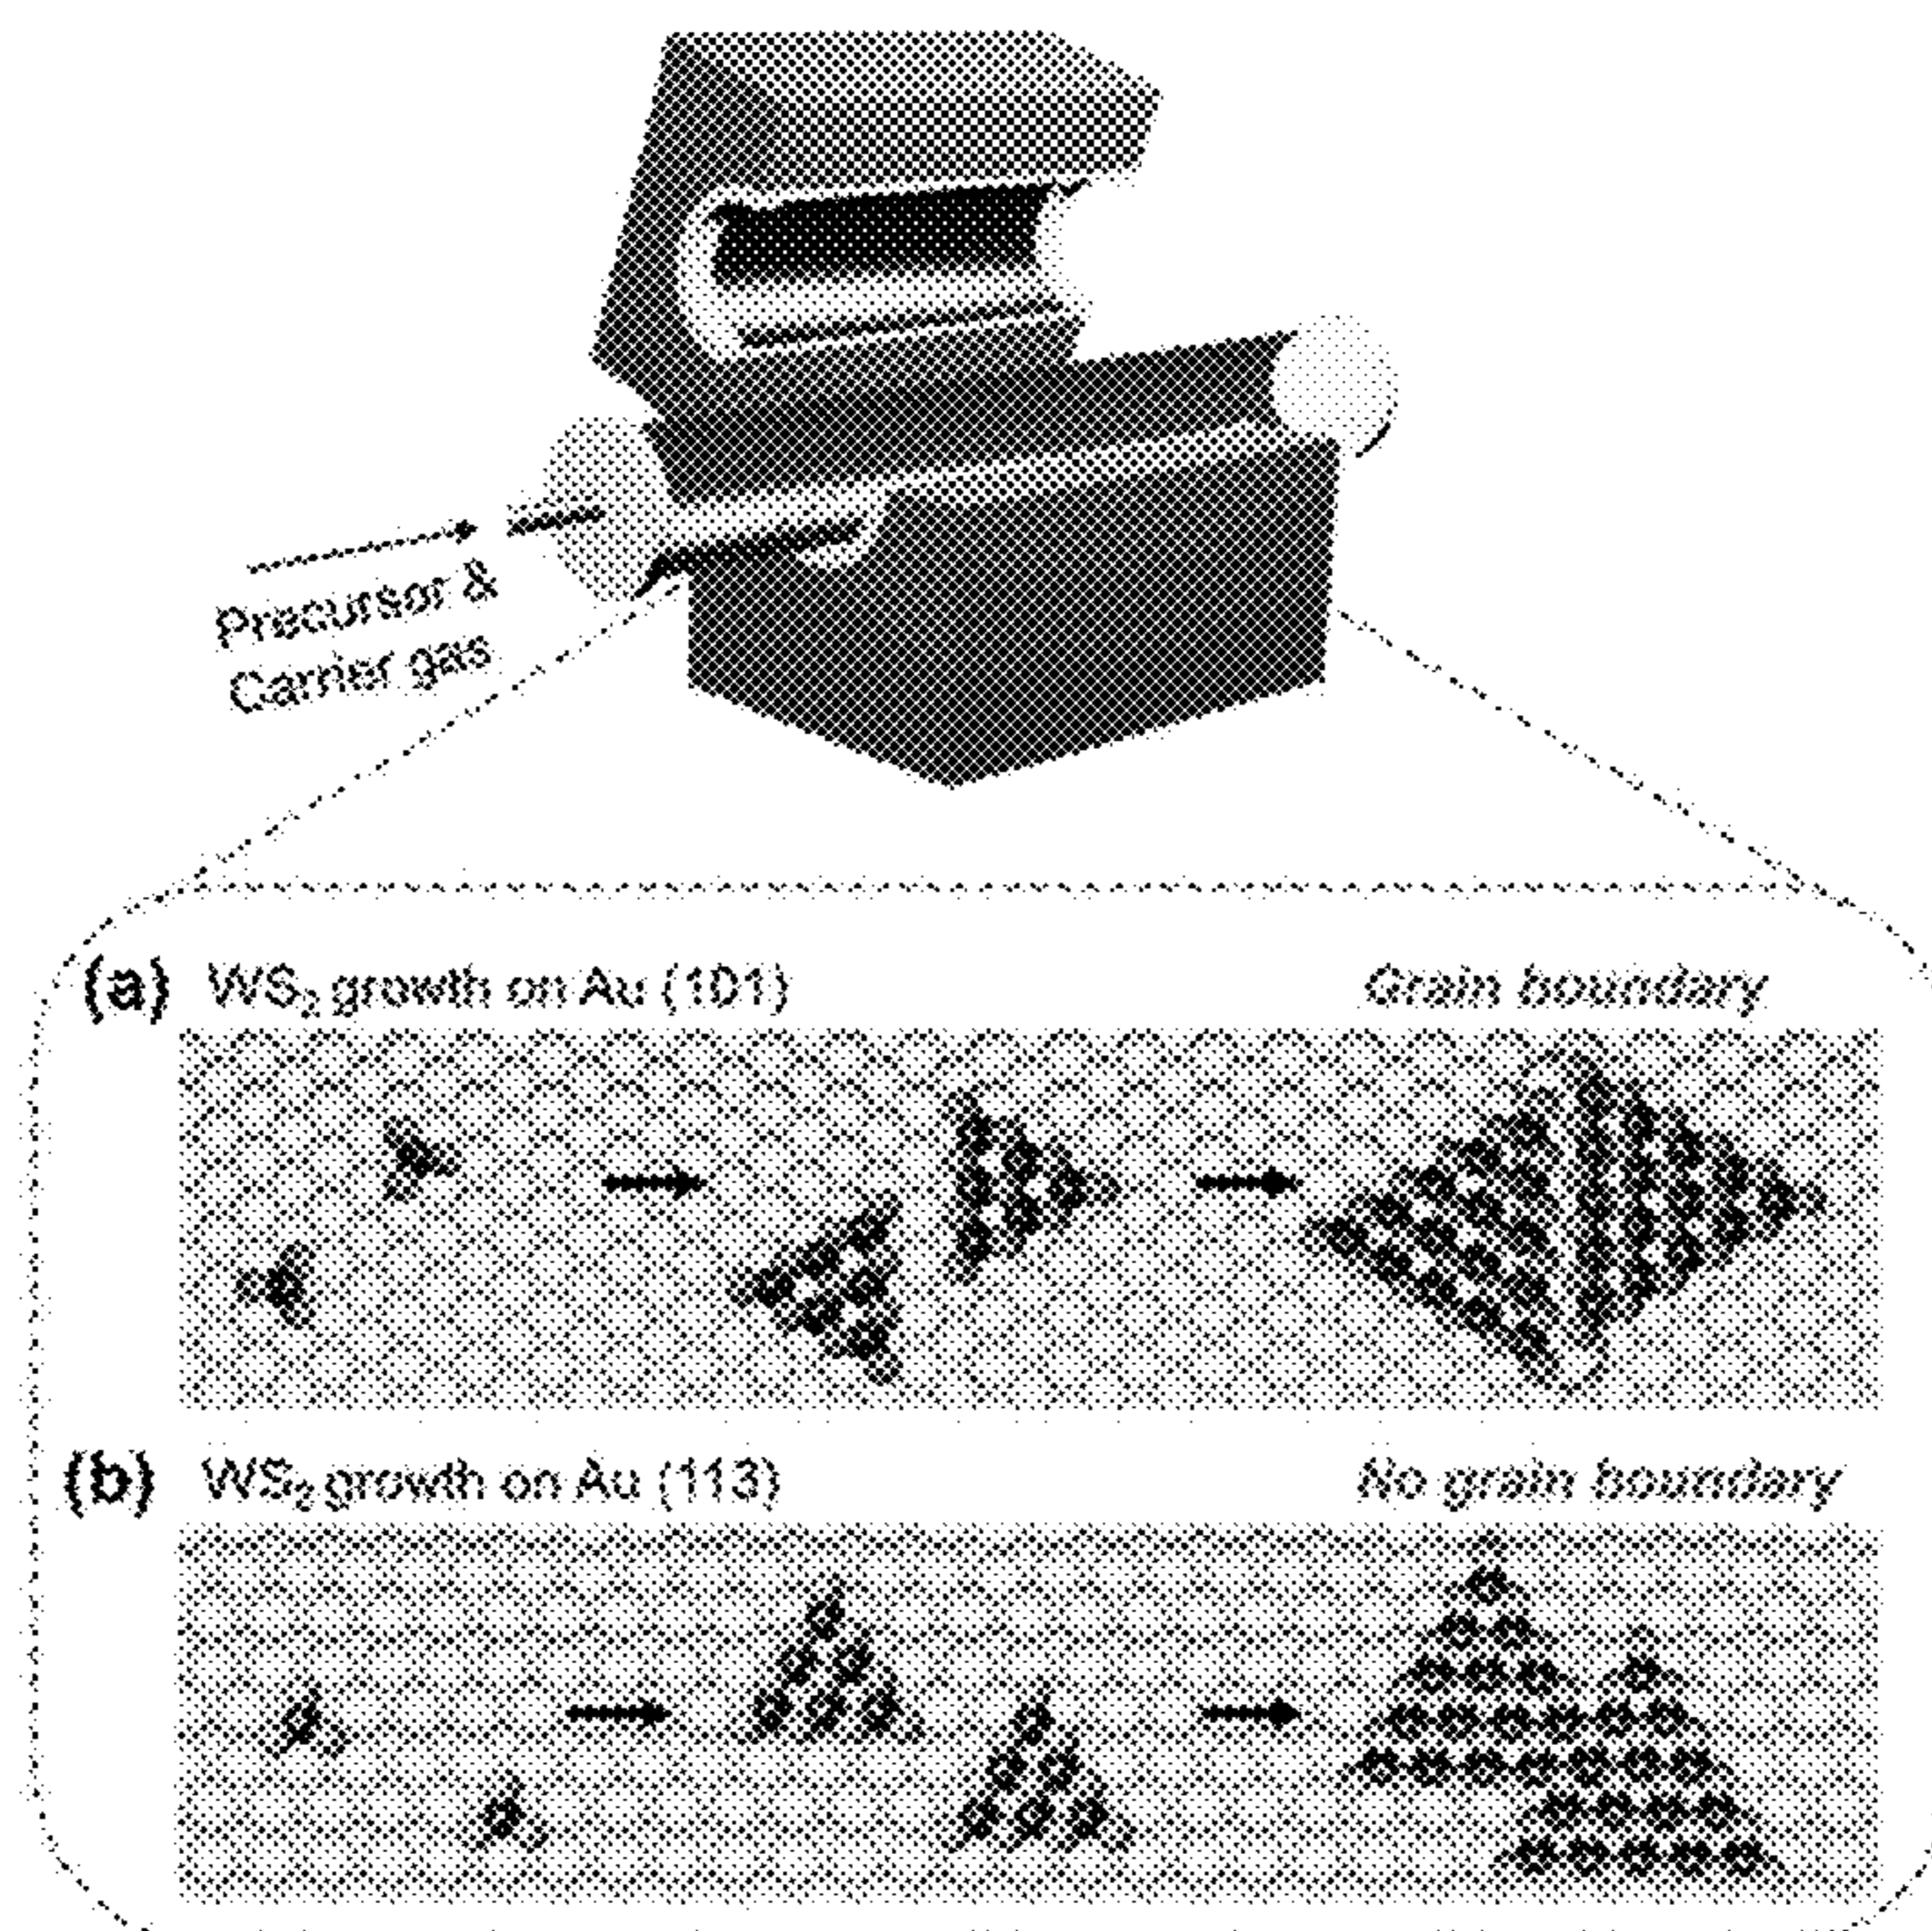 Precursor &
Carrier gas
(a) WS₂ growth on Au (101) Grain boundary
(b) WS₂ growth on Au (113) No grain boundary